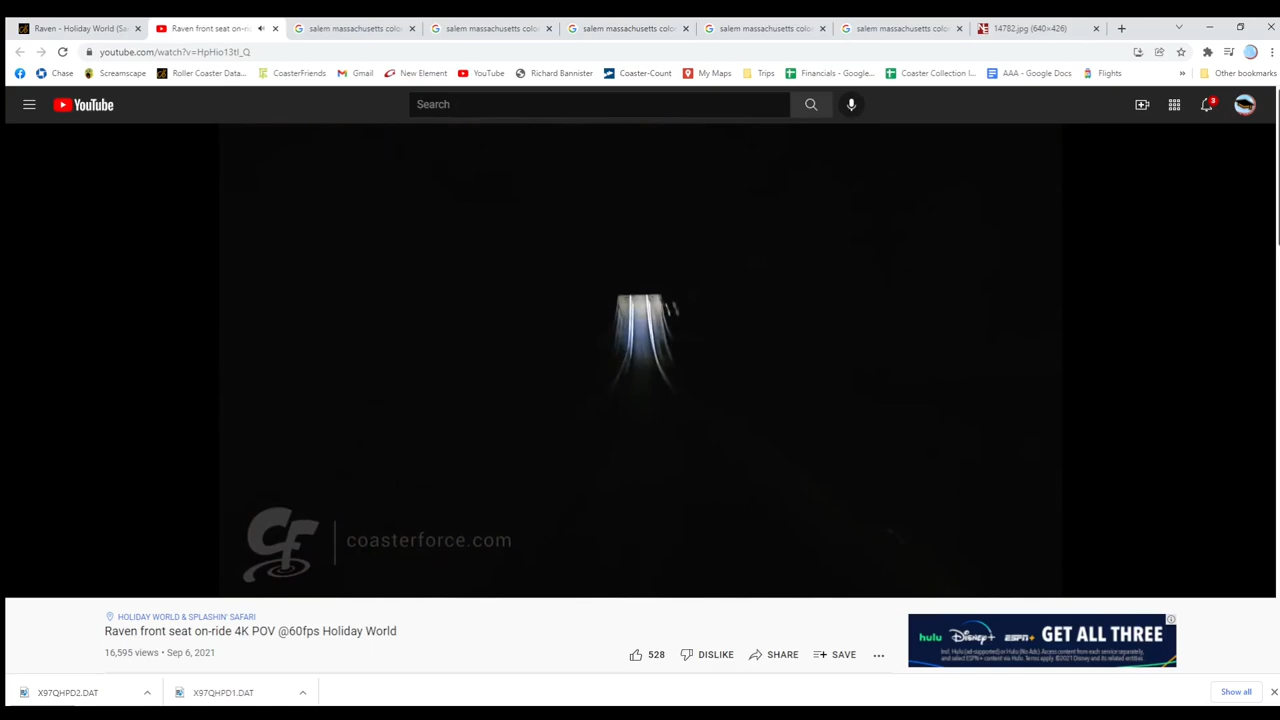 Raven - Holiday World (Sa
Raven front seat on-ri
salem massachusetts colo
salem massachusetts colo
salem massachusetts colo
salem massachusetts colo
salem massachusetts colo
14782.jpg (640×426)
youtube.com/watch?v=HpHio13tI_Q
Chase
Screamscape
Roller Coaster Data...
CoasterFriends
Gmail
New Element
YouTube
Richard Bannister
Coaster-Count
My Maps
Trips
Financials - Google...
Coaster Collection I...
AAA - Google Docs
Flights
»
Other bookmarks
YouTube
Search
3
CF
coasterforce.com
HOLIDAY WORLD & SPLASHIN' SAFARI
Raven front seat on-ride 4K POV @60fps Holiday World
16,595 views • Sep 6, 2021
528
DISLIKE
SHARE
SAVE
hulu Disney+ ESPN+ GET ALL THREE
X97QHPD2.DAT
X97QHPD1.DAT
Show all